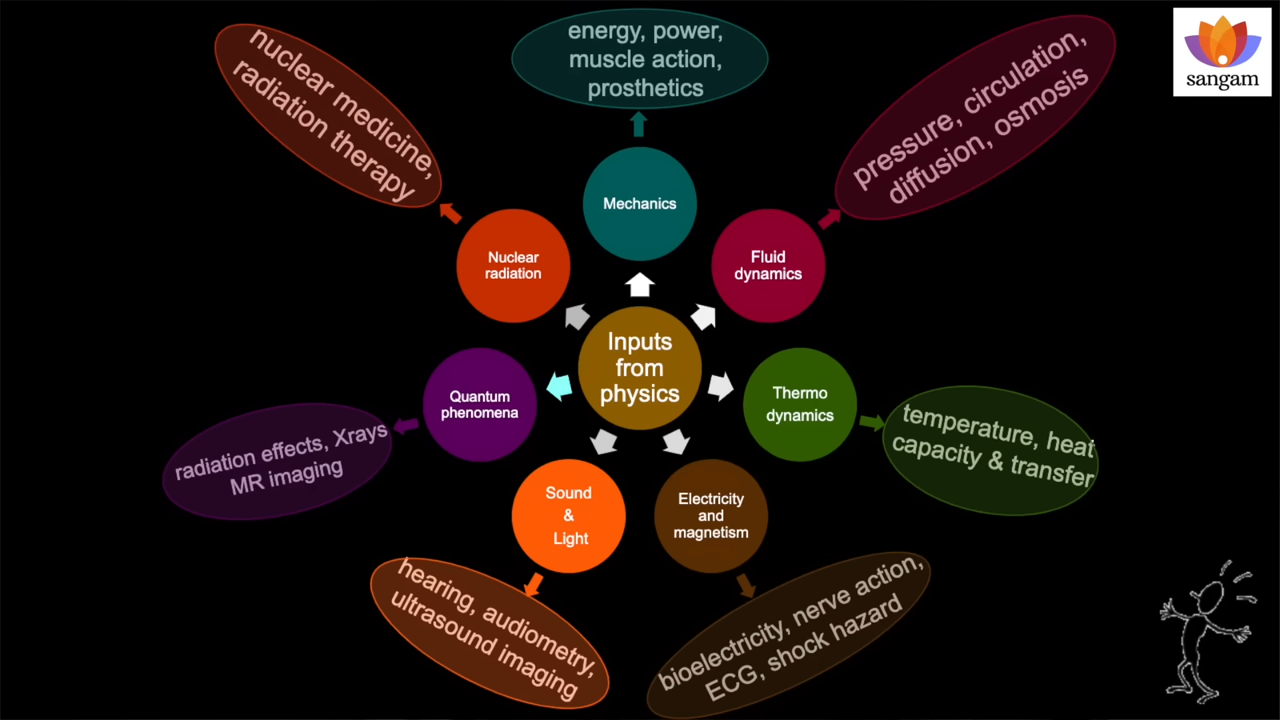 energy, power,
muscle action,
prosthetics
nuclear medicine,
radiation therapy
pressure, circulation,
diffusion, osmosis
sangam
Mechanics
Nuclear
radiation
Fluid
dynamics
Inputs
from
physics
Quantum
phenomena
Thermo
dynamics
radiation effects, Xrays
MR imaging
temperature, heat
capacity & transfer
Sound
&
Light
Electricity
and
magnetism
hearing, audiometry,
ultrasound imaging
bioelectricity, nerve action,
ECG, shock hazard